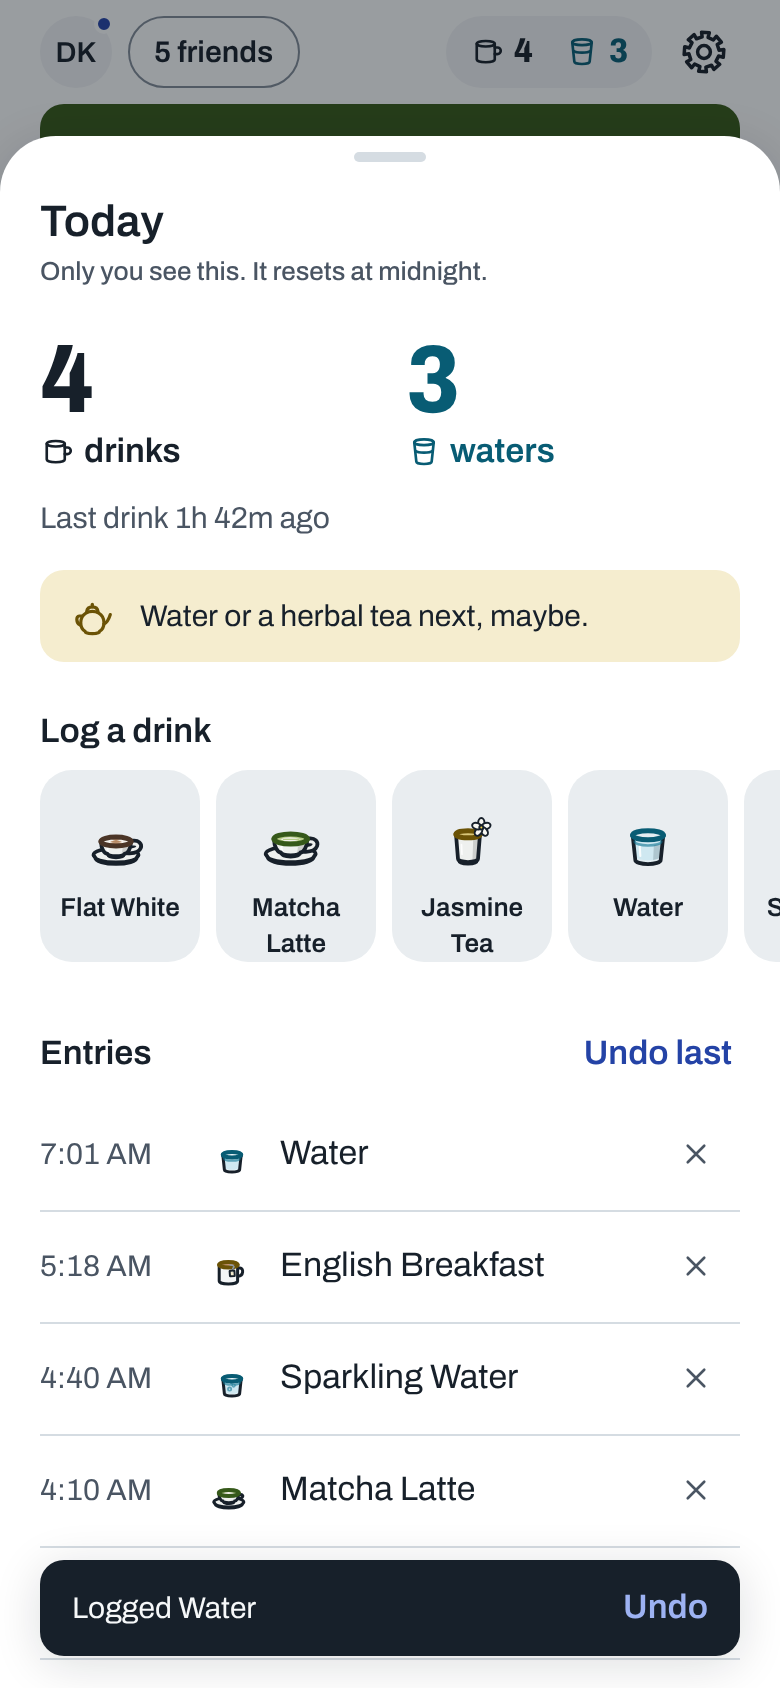 DK
5 friends
4
3
Today
Only you see this. It resets at midnight.
4
3
drinks
waters
Last drink 1h 42m ago
Water or a herbal tea next, maybe.
Log a drink
Flat White
Matcha
Latte
Jasmine
Tea
Water
S
Entries
Undo last
7:01 AM
Water
5:18 AM
English Breakfast
4:40 AM
Sparkling Water
4:10 AM
Matcha Latte
Logged Water
Undo